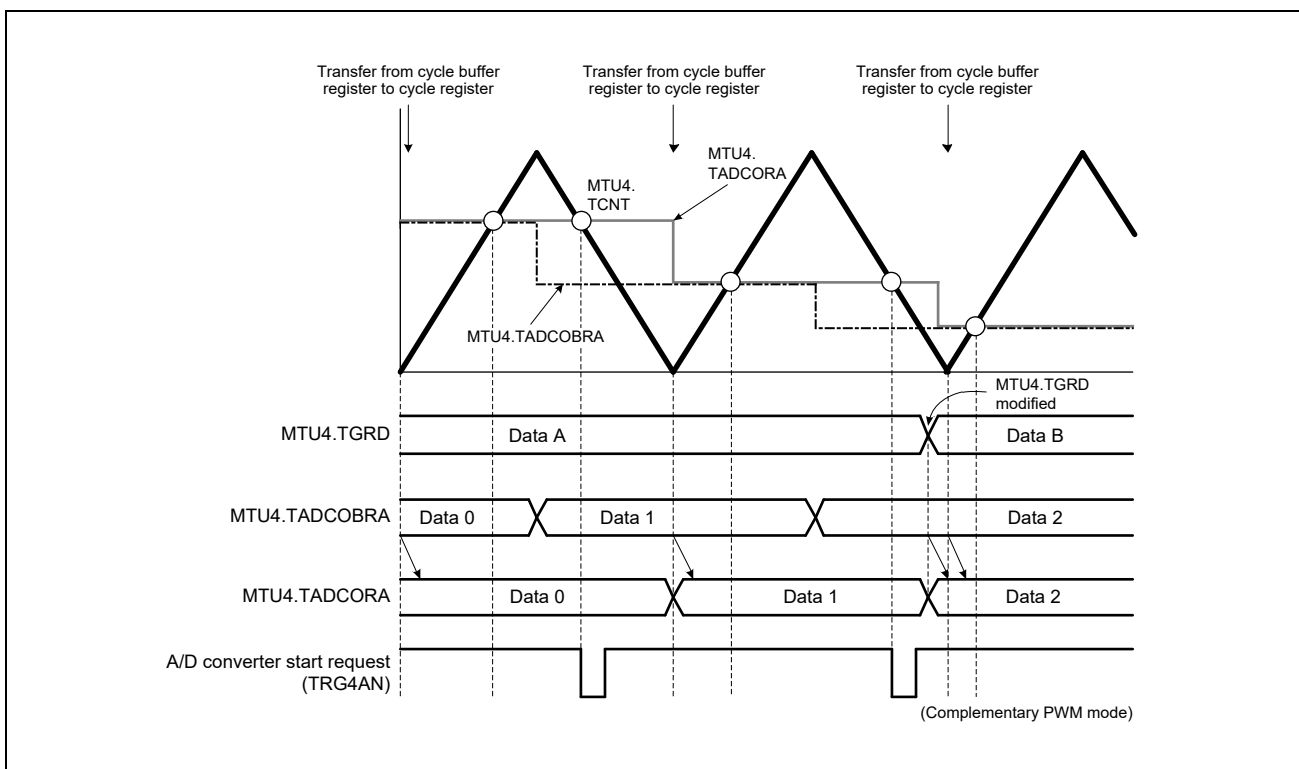 Transfer from cycle buffer
register to cycle register
Transfer from cycle buffer
register to cycle register
Transfer from cycle buffer
register to cycle register
MTU4.
TADCORA
MTU4.
TCNT
MTU4.TADCOBRA
MTU4.TGRD
modified
MTU4.TGRD
Data A
Data B
MTU4.TADCOBRA
Data 0
Data 1
Data 2
MTU4.TADCORA
Data 0
Data 1
Data 2
A/D converter start request
(TRG4AN)
(Complementary PWM mode)